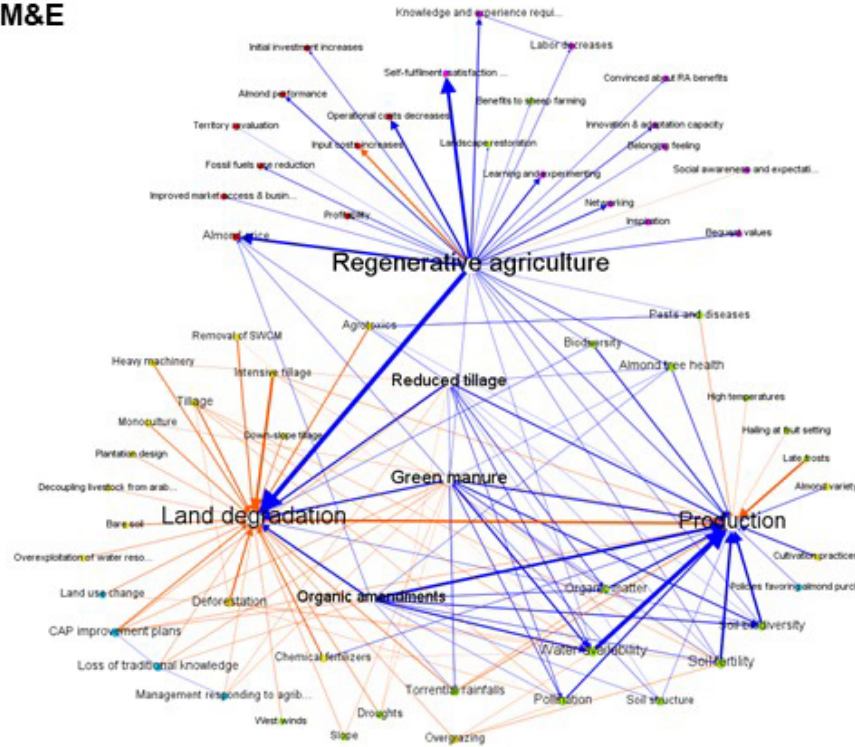 M&E
Knowledge and experience requi...
Initial investment increases
Labor decreases
Self-fulfilment satisfaction ...
Convinced about RA benefits
Almond performance
Benefits to sheep farming
Operational costs decreases
Territory revaluation
Innovation & adaptation capacity
Input costs increases
Landscape restoration
Belonging feeling
Fossil fuels use reduction
Learning and experimenting
Social awareness and expectati...
Improved market access & busin...
Networking
Profitability
Inspiration
Almond price
Bequest values
Regenerative agriculture
Pests and diseases
Agrotoxics
Removal of SWCM
Biodiversity
Heavy machinery
Almond tree health
Intensive tillage
Reduced tillage
High temperatures
Tillage
Monoculture
Hailing at fruit setting
Down-slope tillage
Plantation design
Late frosts
Green manure
Decoupling livestock from arab...
Almond variety
Land degradation
Production
Bare soil
Overexploitation of water reso...
Cultivation practices
Land use change
Organic matter
Policies favoring almond purch
Deforestation
Organic amendments
Soil biodiversity
CAP improvement plans
Water availability
Chemical fertilizers
Soil fertility
Loss of traditional knowledge
Management responding to agrib...
Torrential rainfalls
Pollination
Soil structure
Droughts
West winds
Slope
Overgrazing